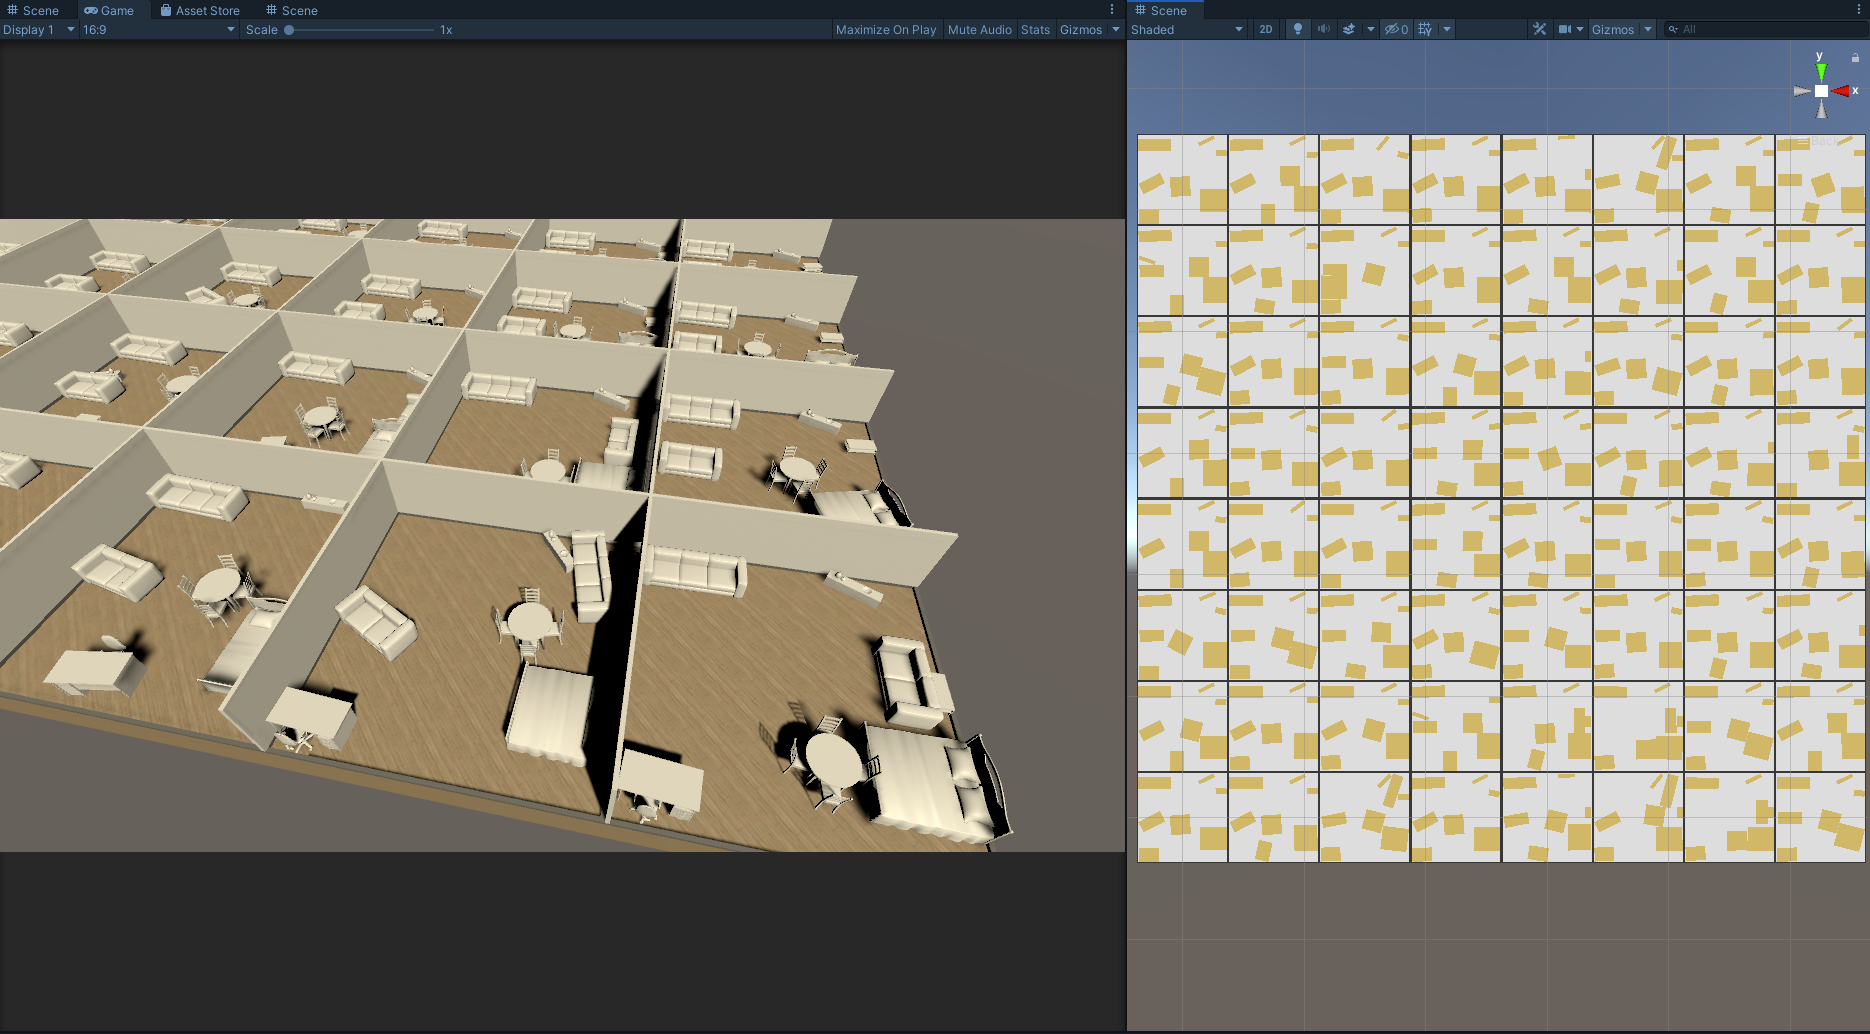 Scene Game Asset Store Scene
Display 1 16:9 Scale 1x Maximize On Play Mute Audio Stats Gizmos
Scene
Shaded 2D 0 Gizmos All
y
x
Back